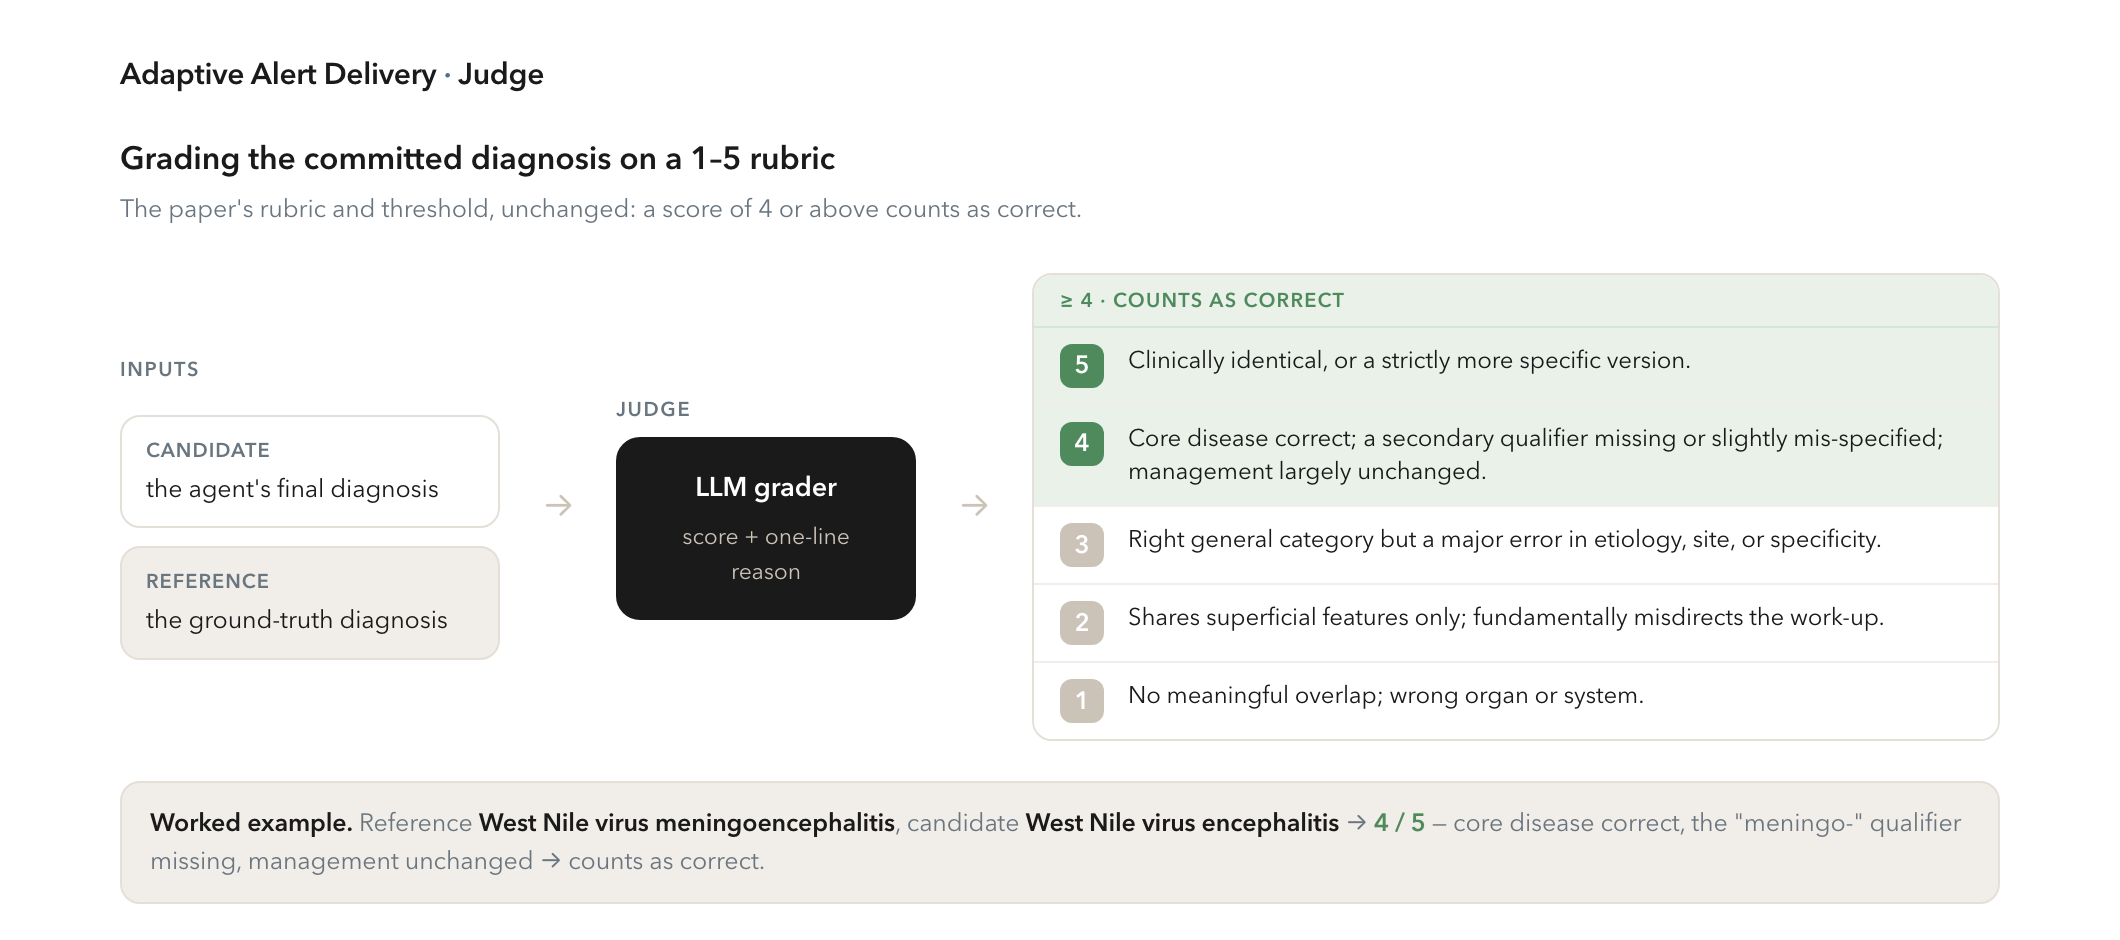 Adaptive Alert Delivery · Judge
Grading the committed diagnosis on a 1–5 rubric
The paper's rubric and threshold, unchanged: a score of 4 or above counts as correct.
INPUTS
CANDIDATE
the agent's final diagnosis
REFERENCE
the ground-truth diagnosis
→
JUDGE
LLM grader
score + one-line
reason
→
≥ 4 · COUNTS AS CORRECT
5 Clinically identical, or a strictly more specific version.
4 Core disease correct; a secondary qualifier missing or slightly mis-specified;
management largely unchanged.
3 Right general category but a major error in etiology, site, or specificity.
2 Shares superficial features only; fundamentally misdirects the work-up.
1 No meaningful overlap; wrong organ or system.
Worked example. Reference West Nile virus meningoencephalitis, candidate West Nile virus encephalitis → 4 / 5 — core disease correct, the "meningo-" qualifier
missing, management unchanged → counts as correct.